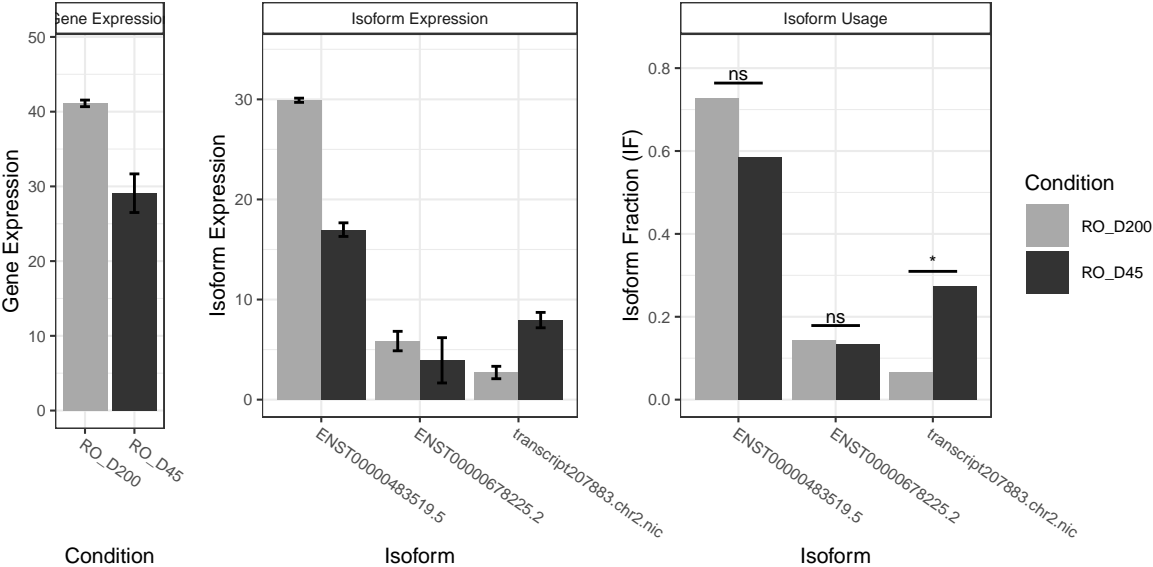 Gene Expression
Isoform Expression
Isoform Usage
Gene Expression
50
40
30
20
10
0
RO_D200
RO_D45
Condition
Isoform Expression
30
20
10
0
ENST00000483519.5
ENST00000678225.2
transcript207883.chr2.nic
Isoform
Isoform Fraction (IF)
0.8
0.6
0.4
0.2
0.0
ns
ns
*
ENST00000483519.5
ENST00000678225.2
transcript207883.chr2.nic
Isoform
Condition
RO_D200
RO_D45